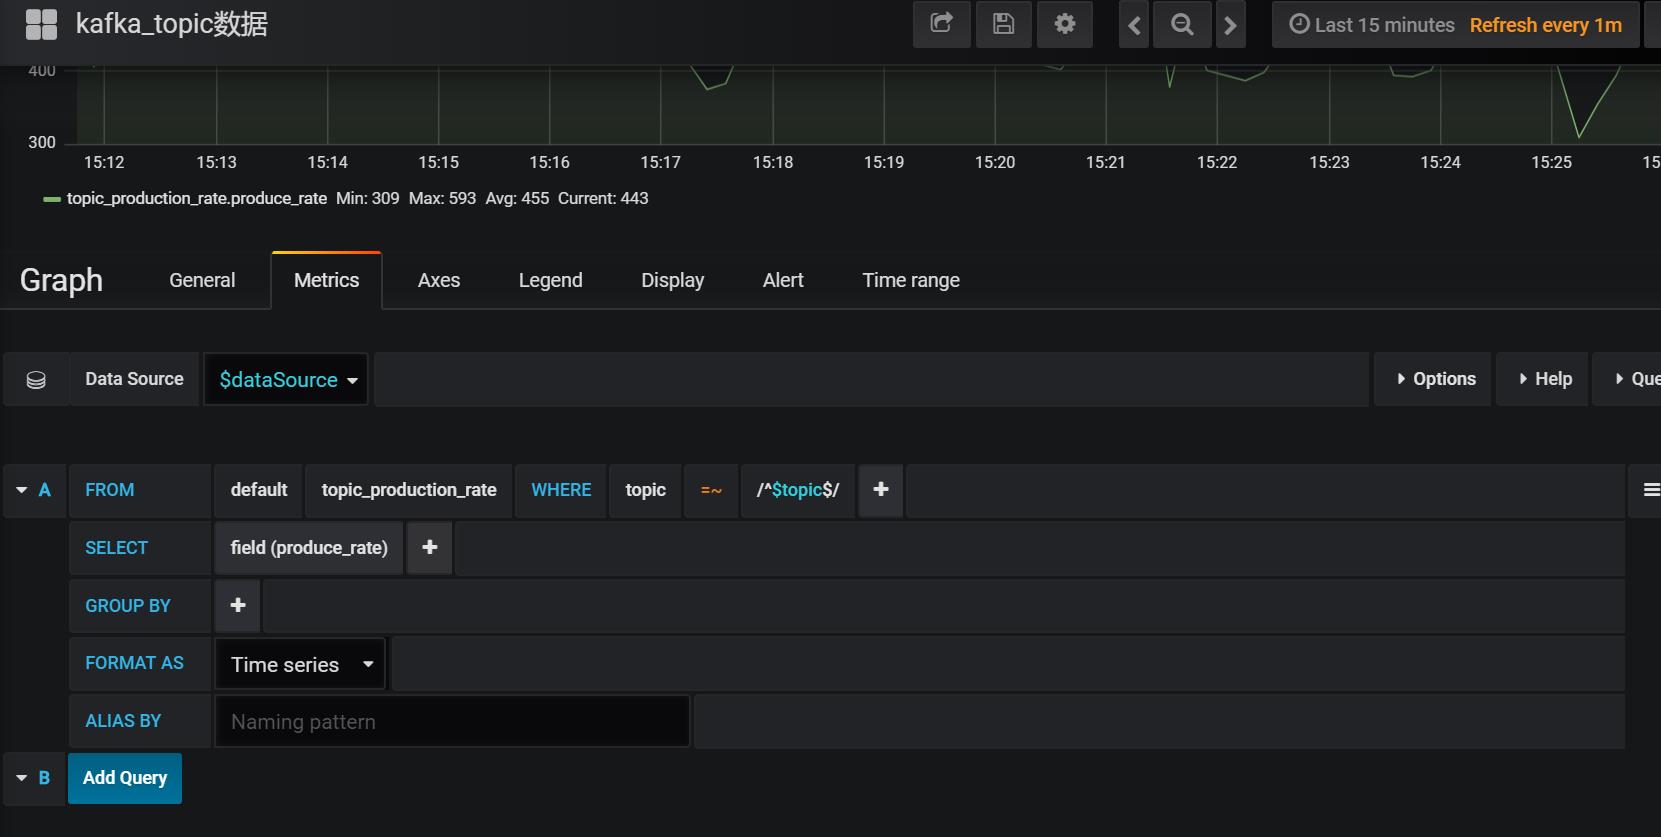 kafka_topic数据
Last 15 minutes Refresh every 1m
400
300
15:12 15:13 15:14 15:15 15:16 15:17 15:18 15:19 15:20 15:21 15:22 15:23 15:24 15:25 15
topic_production_rate.produce_rate Min: 309 Max: 593 Avg: 455 Current: 443
Graph General Metrics Axes Legend Display Alert Time range
Data Source $dataSource Options Help Que
A FROM default topic_production_rate WHERE topic =~ /^$topic$/ +
SELECT field (produce_rate) +
GROUP BY +
FORMAT AS Time series
ALIAS BY Naming pattern
B Add Query